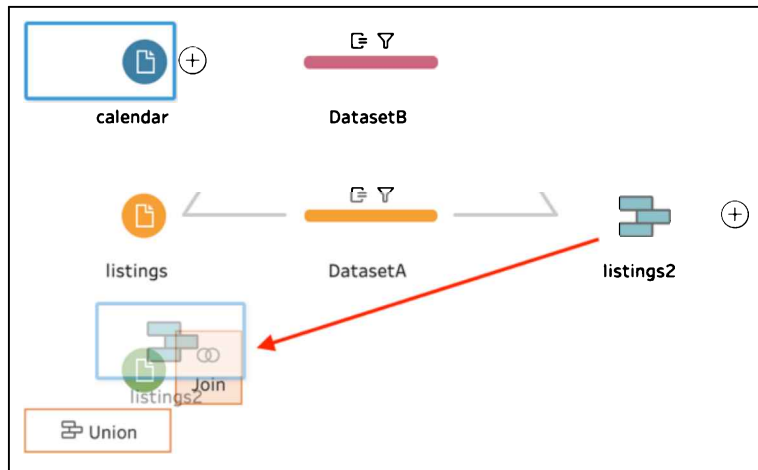 calendar
DatasetB
listings
DatasetA
listings2
Join
listings2
Union